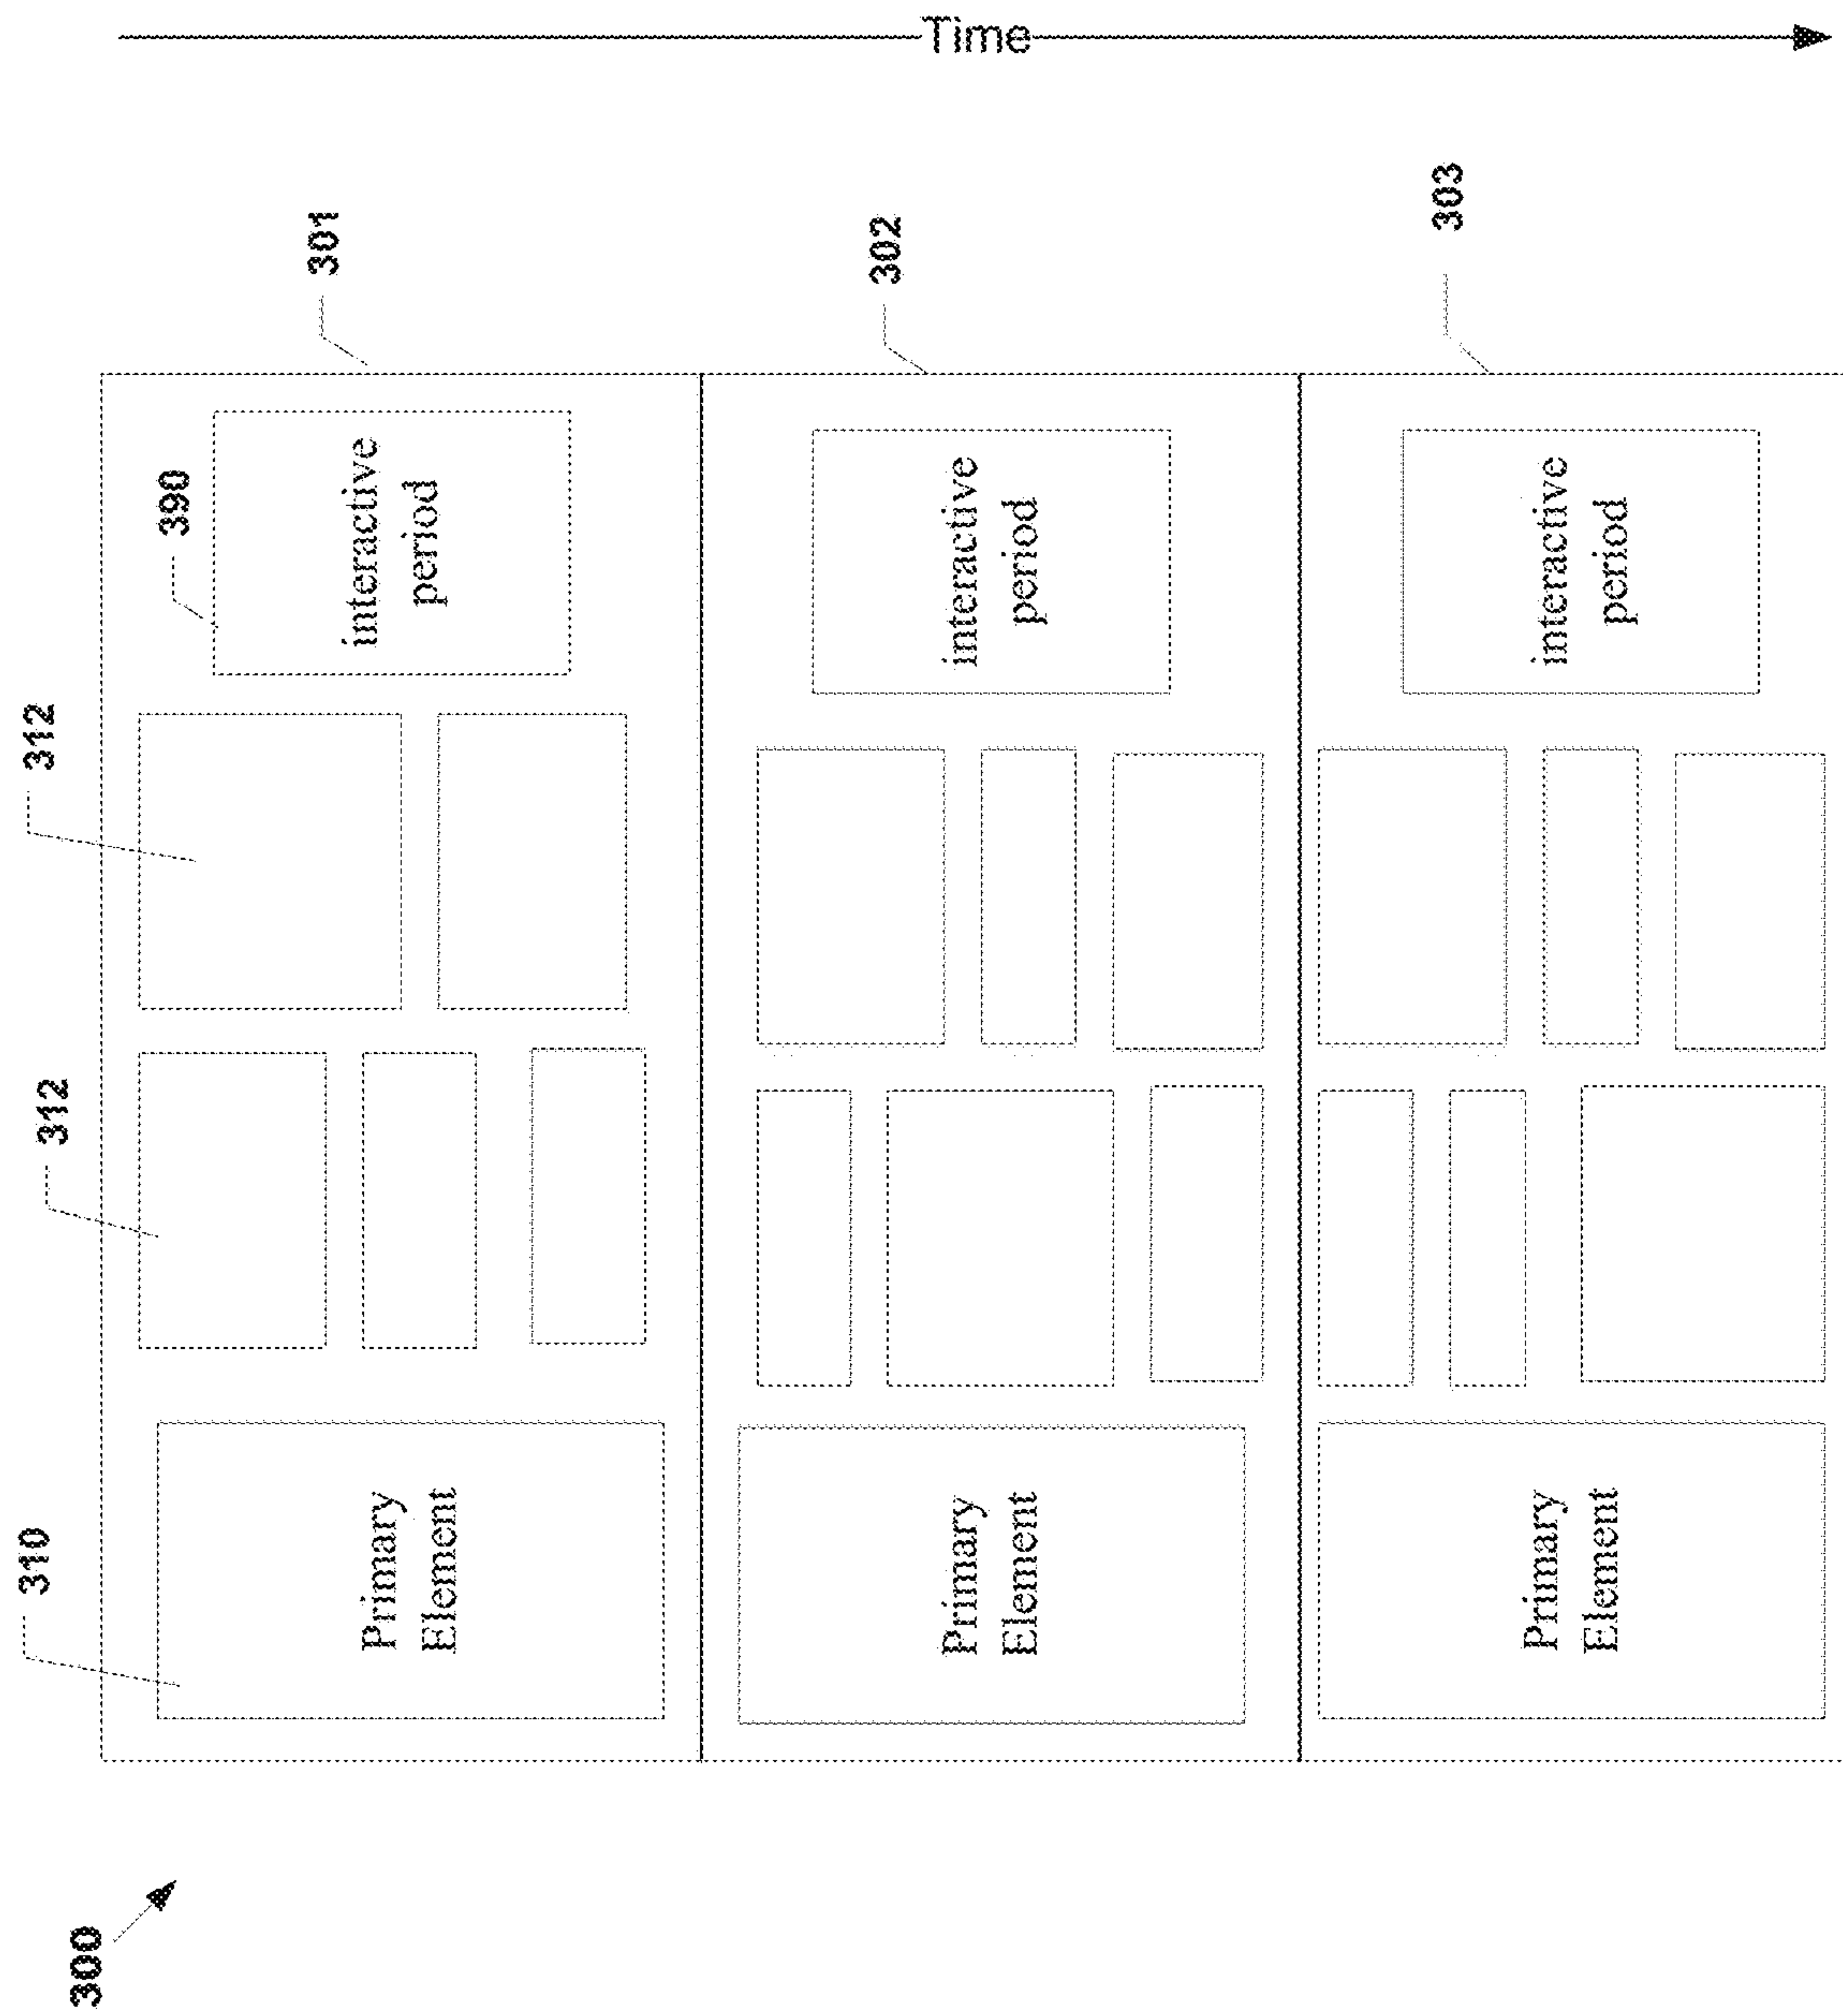 Time
301
302
303
390
interactive
period
interactive
period
interactive
period
312
312
310
Primary
Element
Primary
Element
Primary
Element
300